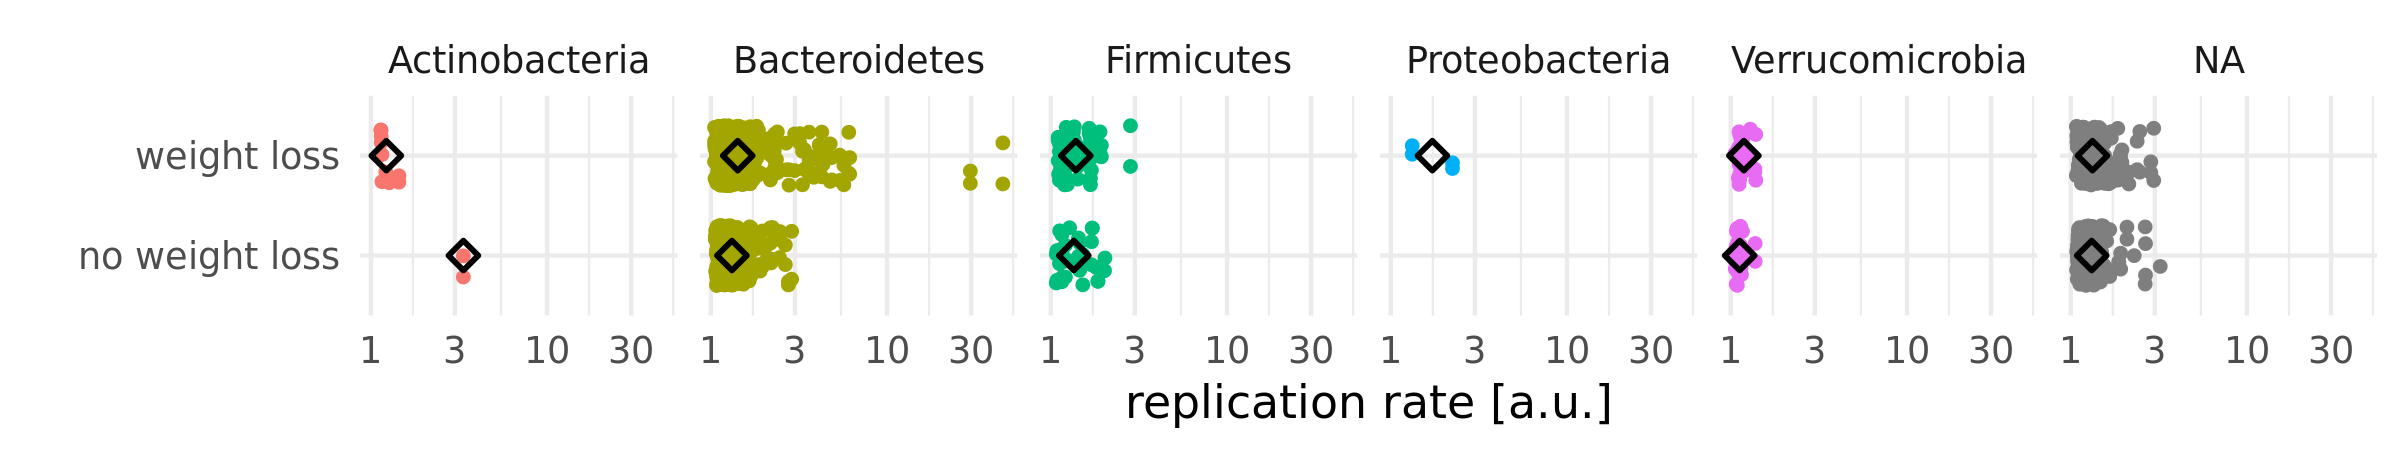 Actinobacteria Bacteroidetes Firmicutes Proteobacteria Verrucomicrobia NA
weight loss
no weight loss
1 3 10 30 1 3 10 30 1 3 10 30 1 3 10 30 1 3 10 30 1 3 10 30
replication rate [a.u.]